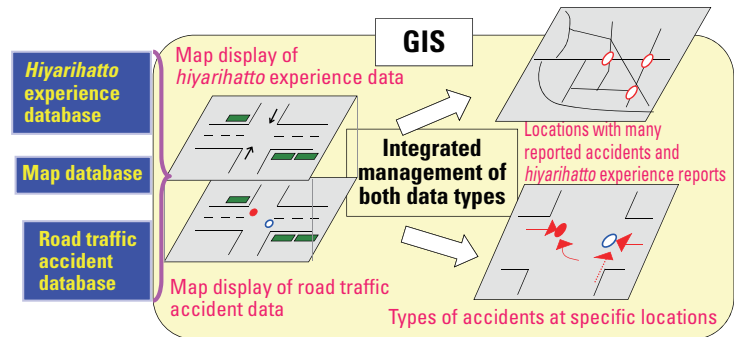 Hiyarihatto
experience
database
Map database
Road traffic
accident
database
GIS
Map display of
hiyarihatto experience data
Integrated
management of
both data types
Map display of road traffic
accident data
Locations with many
reported accidents and
hiyarihatto experience reports
Types of accidents at specific locations